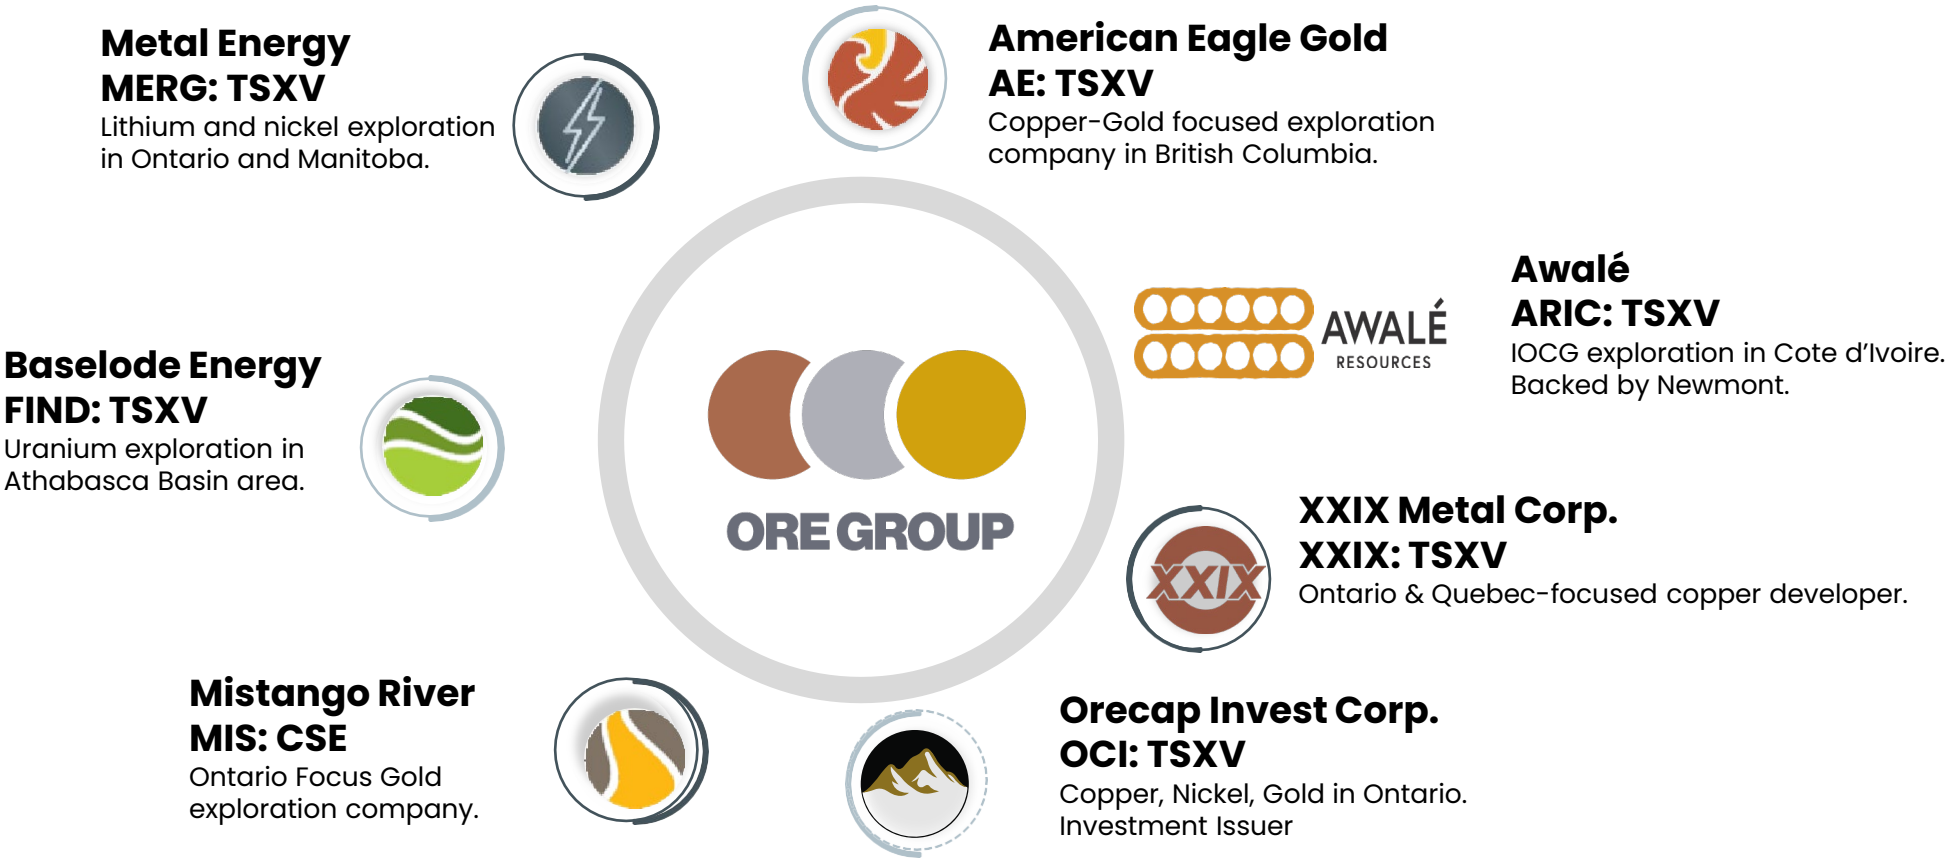 Metal Energy
MERG: TSXV
Lithium and nickel exploration
in Ontario and Manitoba.
American Eagle Gold
AE: TSXV
Copper-Gold focused exploration
company in British Columbia.
Awalé
ARIC: TSXV
IOCG exploration in Cote d’Ivoire.
Backed by Newmont.
AWALÉ
RESOURCES
Baselode Energy
FIND: TSXV
Uranium exploration in
Athabasca Basin area.
ORE GROUP
XXIX Metal Corp.
XXIX: TSXV
Ontario & Quebec-focused copper developer.
XXIX
Mistango River
MIS: CSE
Ontario Focus Gold
exploration company.
Orecap Invest Corp.
OCI: TSXV
Copper, Nickel, Gold in Ontario.
Investment Issuer